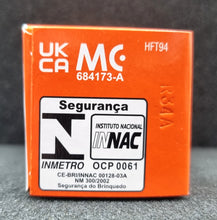 UK CA MC HFT94
684173-A
R34A
Segurança
N INSTITUTO NACIONAL
INNAC
INMETRO OCP 0061
CE-BRI/INNAC 00128-03A
NM 300/2002
Segurança do Brinquedo